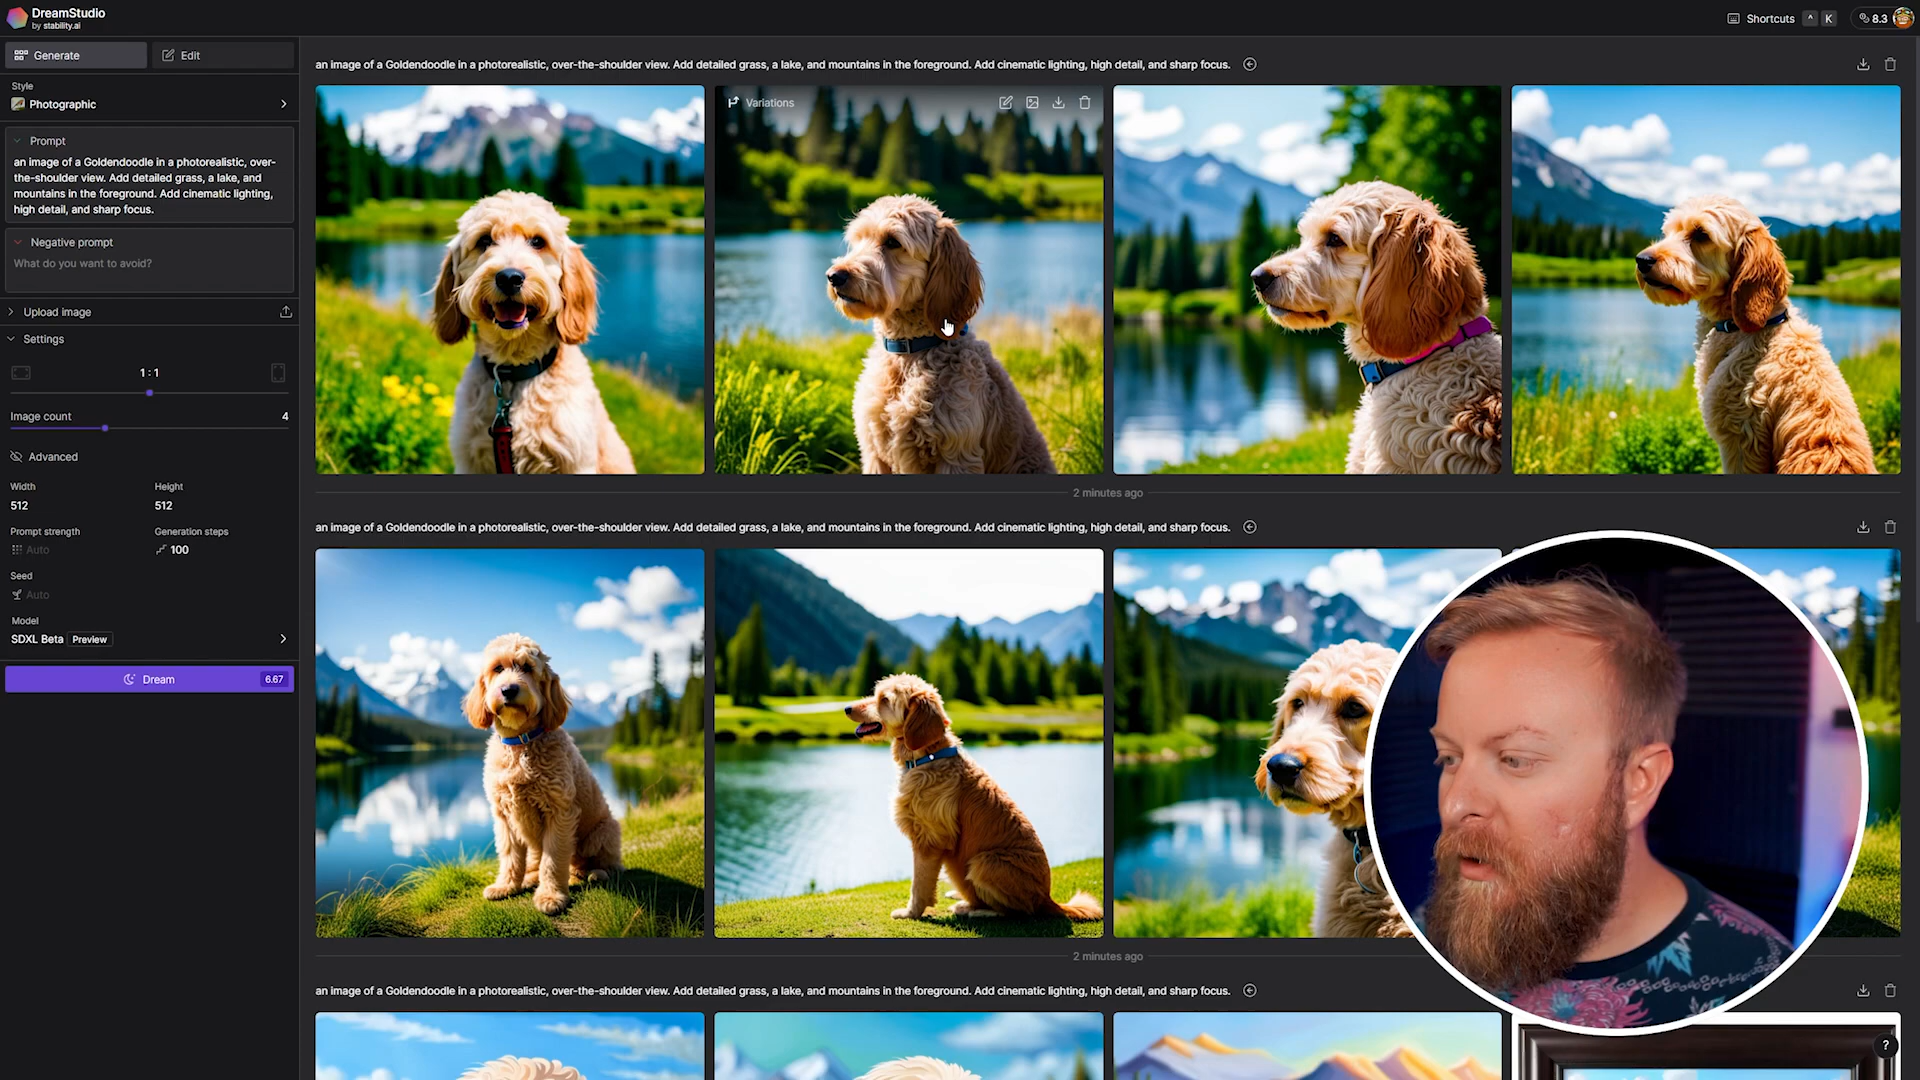 DreamStudio
by stability.ai
Shortcuts ^ K
8.3
Generate
Edit
Style
Photographic
Prompt
an image of a Goldendoodle in a photorealistic, over-
the-shoulder view. Add detailed grass, a lake, and
mountains in the foreground. Add cinematic lighting,
high detail, and sharp focus.
Negative prompt
What do you want to avoid?
Upload image
Settings
1 : 1
Image count 4
Advanced
Width Height
512 512
Prompt strength Generation steps
Auto 100
Seed
Auto
Model
SDXL Beta Preview
Dream 6.67
an image of a Goldendoodle in a photorealistic, over-the-shoulder view. Add detailed grass, a lake, and mountains in the foreground. Add cinematic lighting, high detail, and sharp focus.
Variations
2 minutes ago
an image of a Goldendoodle in a photorealistic, over-the-shoulder view. Add detailed grass, a lake, and mountains in the foreground. Add cinematic lighting, high detail, and sharp focus.
2 minutes ago
an image of a Goldendoodle in a photorealistic, over-the-shoulder view. Add detailed grass, a lake, and mountains in the foreground. Add cinematic lighting, high detail, and sharp focus.
?